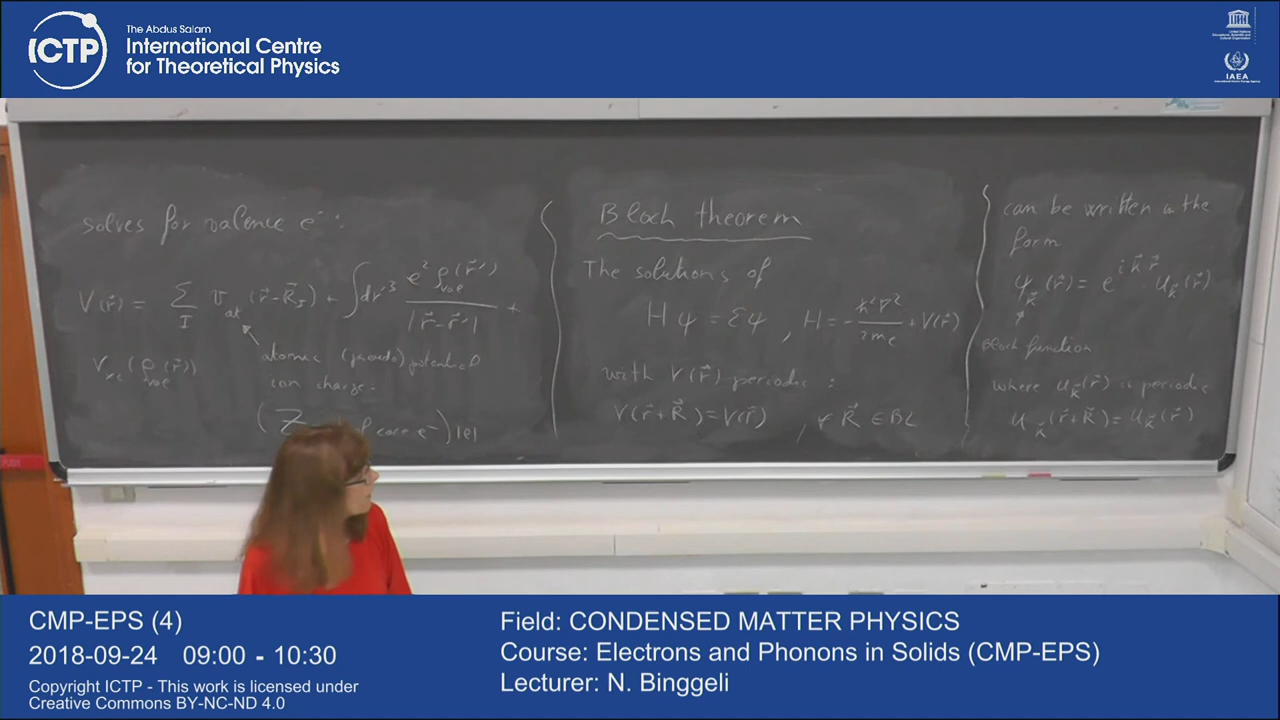 The Abdus Salam
ICTP
International Centre
for Theoretical Physics
IAEA
solves for valence e⁻:
V(r⃗) = Σ_I v_at (r⃗-R⃗_I) + ∫dr'³ e² ρ_val(r⃗') / |r⃗-r⃗'| +
V_xc (ρ_val(r⃗))
atomic (pseudo) potential
ion charge:
(Z core e⁻) |e|
Bloch theorem
The solutions of
Hψ = εψ , H = -ħ²∇²/2m_e + V(r⃗)
with V(r⃗) periodic :
V(r⃗+R⃗) = V(r⃗) , ∀ R⃗ ∈ BL
can be written in the
form
ψ_k⃗(r⃗) = e^{i k⃗·r⃗} · u_k⃗(r⃗)
Bloch function
where u_k⃗(r⃗) is periodic
u_k⃗(r⃗+R⃗) = u_k⃗(r⃗)
CMP-EPS (4)
2018-09-24 09:00 - 10:30
Copyright ICTP - This work is licensed under
Creative Commons BY-NC-ND 4.0
Field: CONDENSED MATTER PHYSICS
Course: Electrons and Phonons in Solids (CMP-EPS)
Lecturer: N. Binggeli